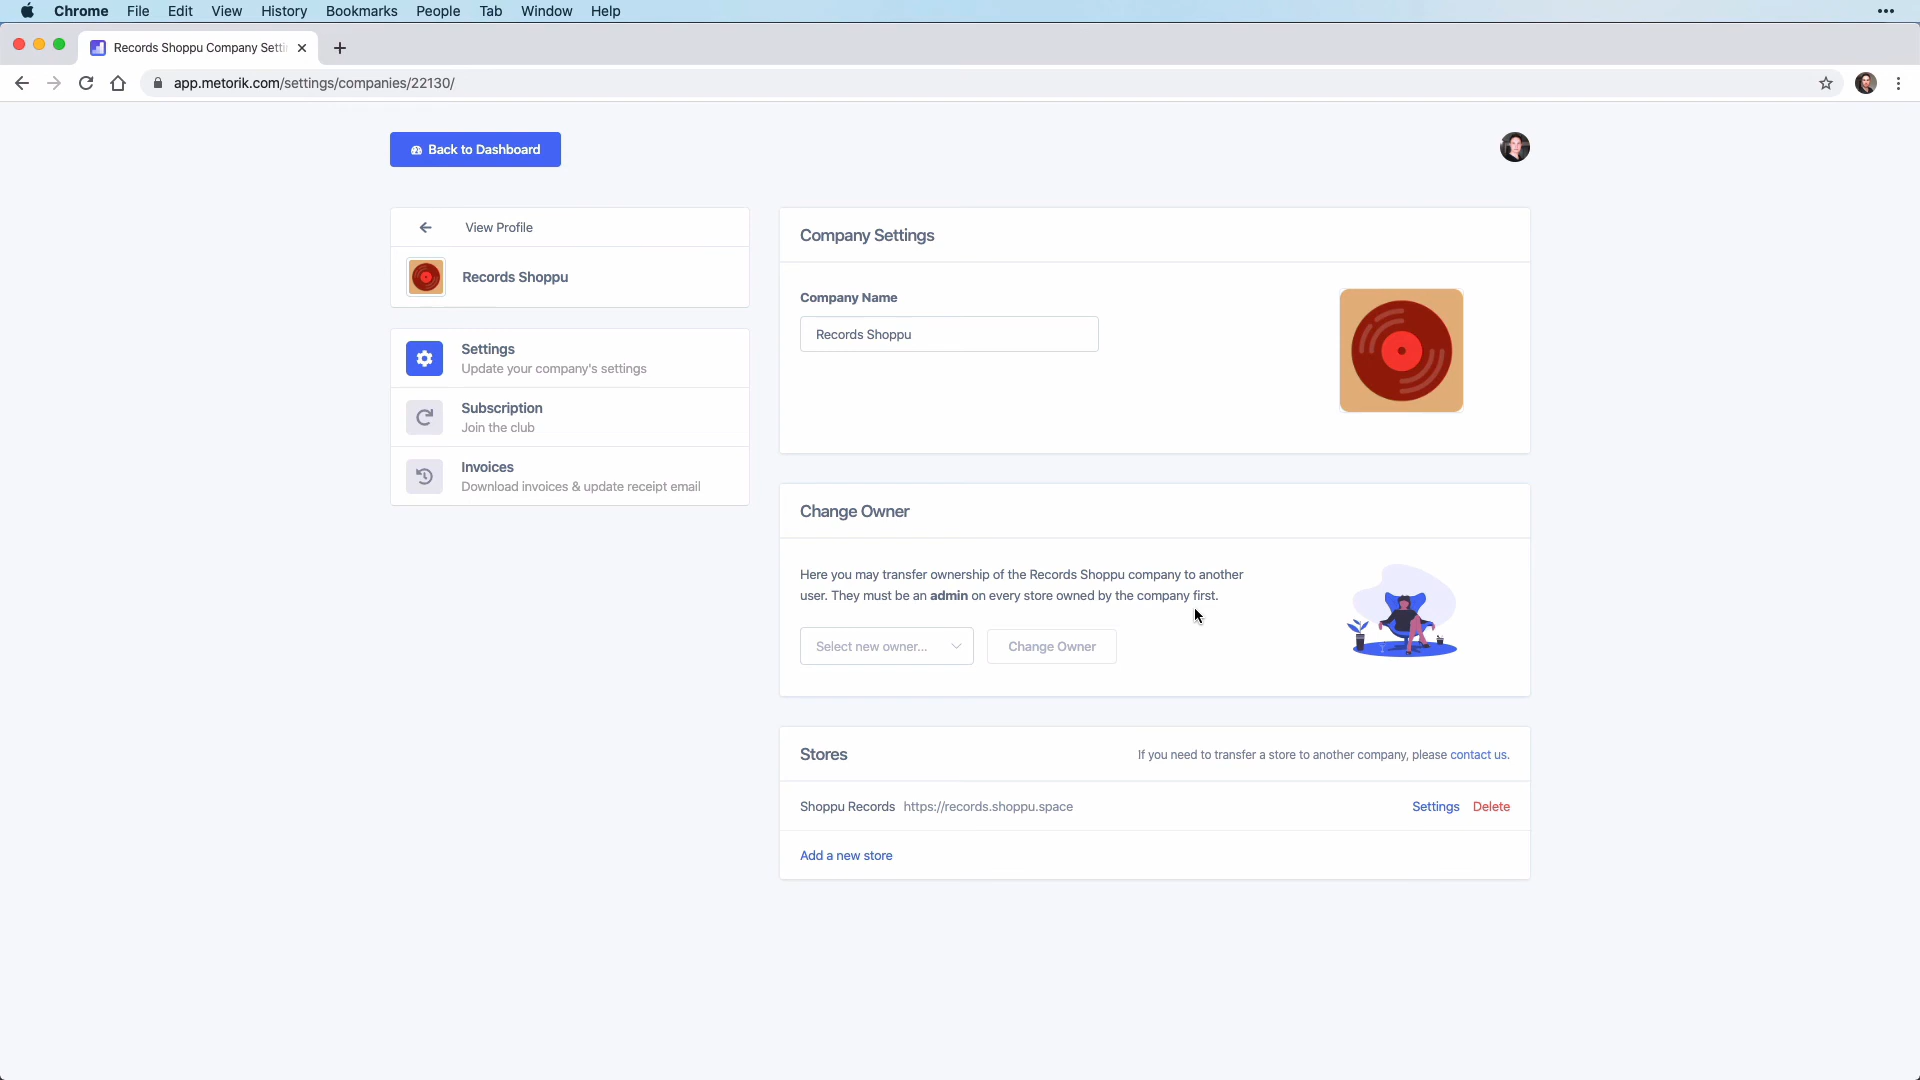 Chrome File Edit View History Bookmarks People Tab Window Help
Records Shoppu Company Setti
app.metorik.com/settings/companies/22130/
Back to Dashboard
View Profile
Records Shoppu
Settings
Update your company's settings
Subscription
Join the club
Invoices
Download invoices & update receipt email
Company Settings
Company Name
Records Shoppu
Change Owner
Here you may transfer ownership of the Records Shoppu company to another
user. They must be an admin on every store owned by the company first.
Select new owner... Change Owner
Stores If you need to transfer a store to another company, please contact us.
Shoppu Records https://records.shoppu.space Settings Delete
Add a new store